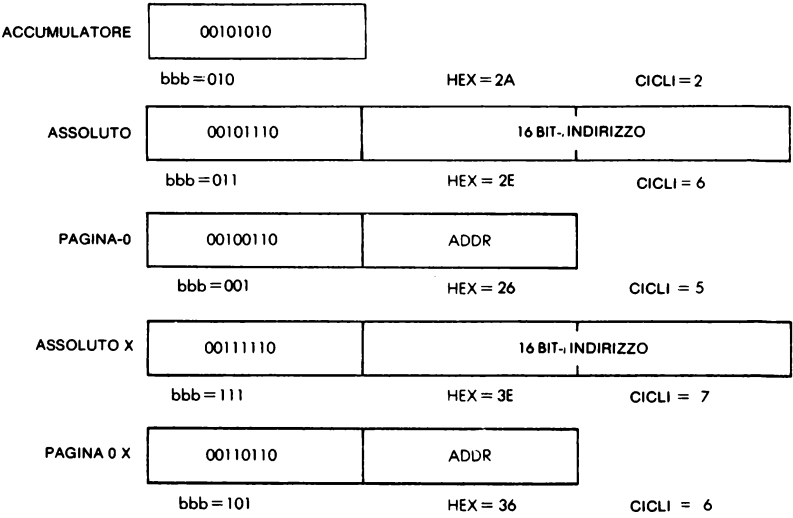 ACCUMULATORE 00101010
bbb=010 HEX=2A CICLI=2
ASSOLUTO 00101110 16 BIT-. INDIRIZZO
bbb=011 HEX=2E CICLI=6
PAGINA-0 00100110 ADDR
bbb=001 HEX=26 CICLI=5
ASSOLUTO X 00111110 16 BIT-. INDIRIZZO
bbb=111 HEX=3E CICLI=7
PAGINA 0 X 00110110 ADDR
bbb=101 HEX=36 CICLI=6